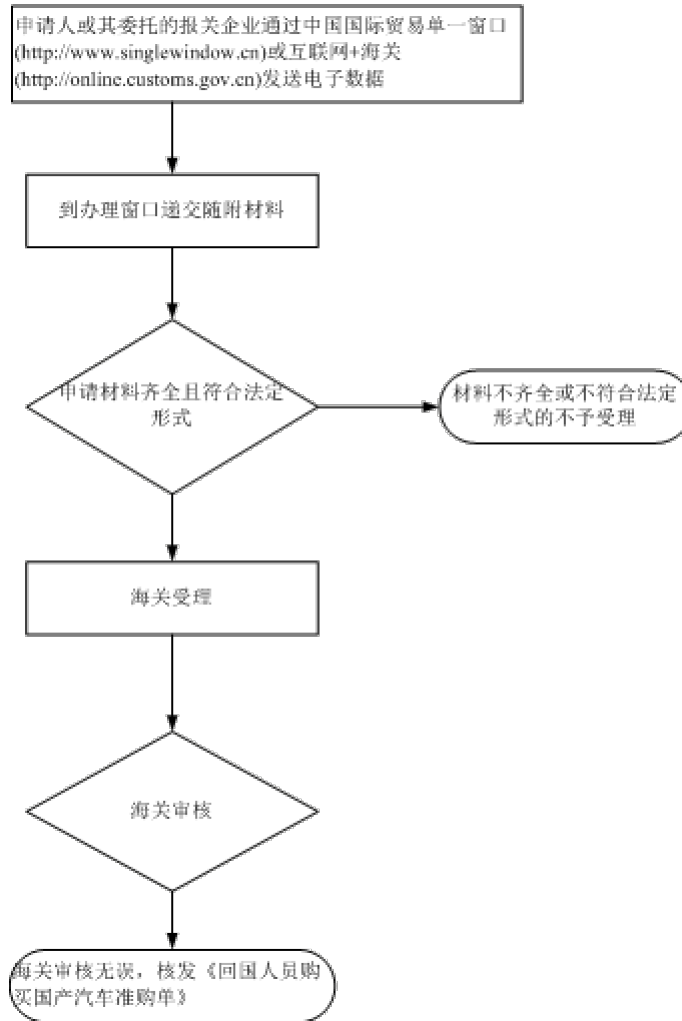 申请人或其委托的报关企业通过中国国际贸易单一窗口
(http://www.singlewindow.cn)或互联网+海关
(http://online.customs.gov.cn)发送电子数据
到办理窗口递交随附材料
申请材料齐全且符合法定
形式
材料不齐全或不符合法定
形式的不予受理
海关受理
海关审核
海关审核无误，核发《回国人员购
买国产汽车准购单》